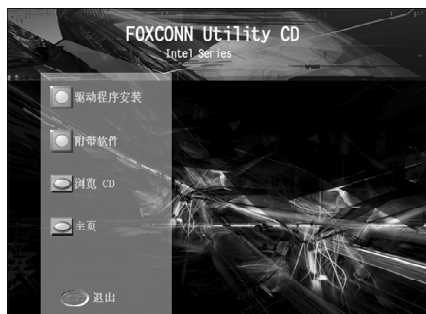 FOXCONN Utility CD
Intel Series
驱动程序安装
附带软件
浏览 CD
主页
退出